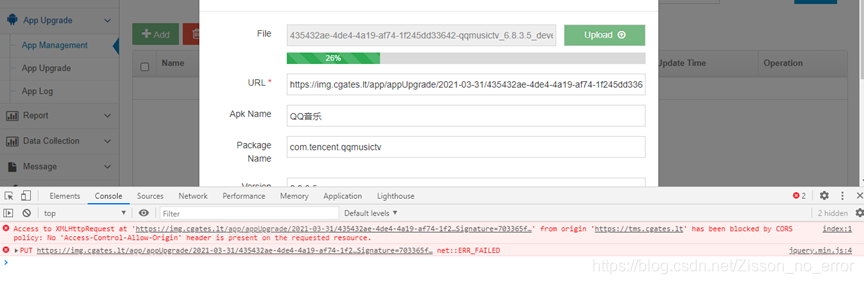 App Upgrade
App Management
App Upgrade
App Log
Report
Data Collection
Message
Add
Name
Update Time
Operation
File
435432ae-4de4-4a19-af74-1f245dd33642-qqmusictv_6.8.3.5_deve
Upload
26%
URL *
https://img.cgates.lt/app/appUpgrade/2021-03-31/435432ae-4de4-4a19-af74-1f245dd336
Apk Name
QQ音乐
Package
Name
com.tencent.qqmusictv
Version
Elements Console Sources Network Performance Memory Application Lighthouse
2
top
Filter
Default levels
2 hidden
Access to XMLHttpRequest at 'https://img.cgates.lt/app/appUpgrade/2021-03-31/435432ae-4de4-4a19-af74-1f2…Signature=703365f…' from origin 'https://tms.cgates.lt' has been blocked by CORS index:1
policy: No 'Access-Control-Allow-Origin' header is present on the requested resource.
PUT https://img.cgates.lt/app/appUpgrade/2021-03-31/435432ae-4de4-4a19-af74-1f2…Signature=703365f… net::ERR_FAILED jquery.min.js:4
https://blog.csdn.net/Zisson_no_error